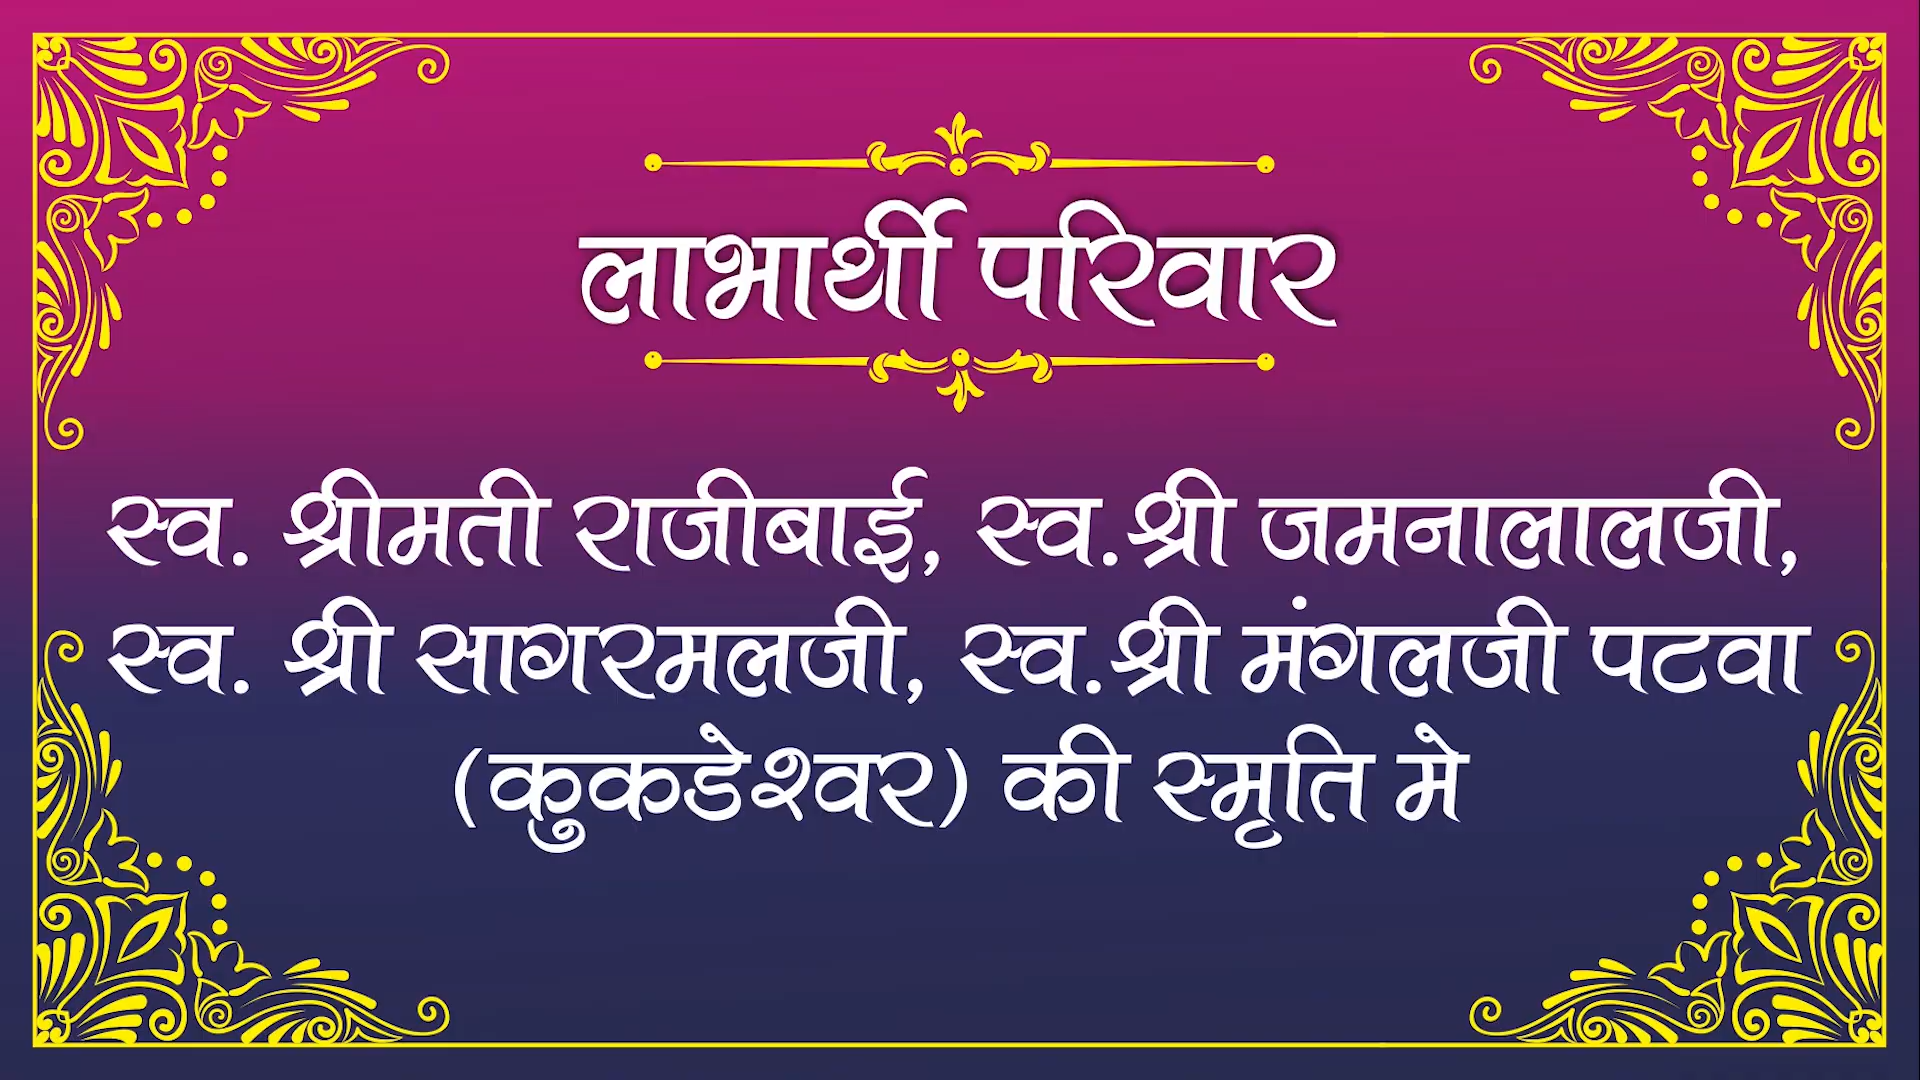 लाभार्थी परिवार
स्व. श्रीमती राजीबाई, स्व.श्री जमनालालजी,
स्व. श्री सागरमलजी, स्व.श्री मंगलजी पटवा
(कुकडेश्वर) की स्मृति मे